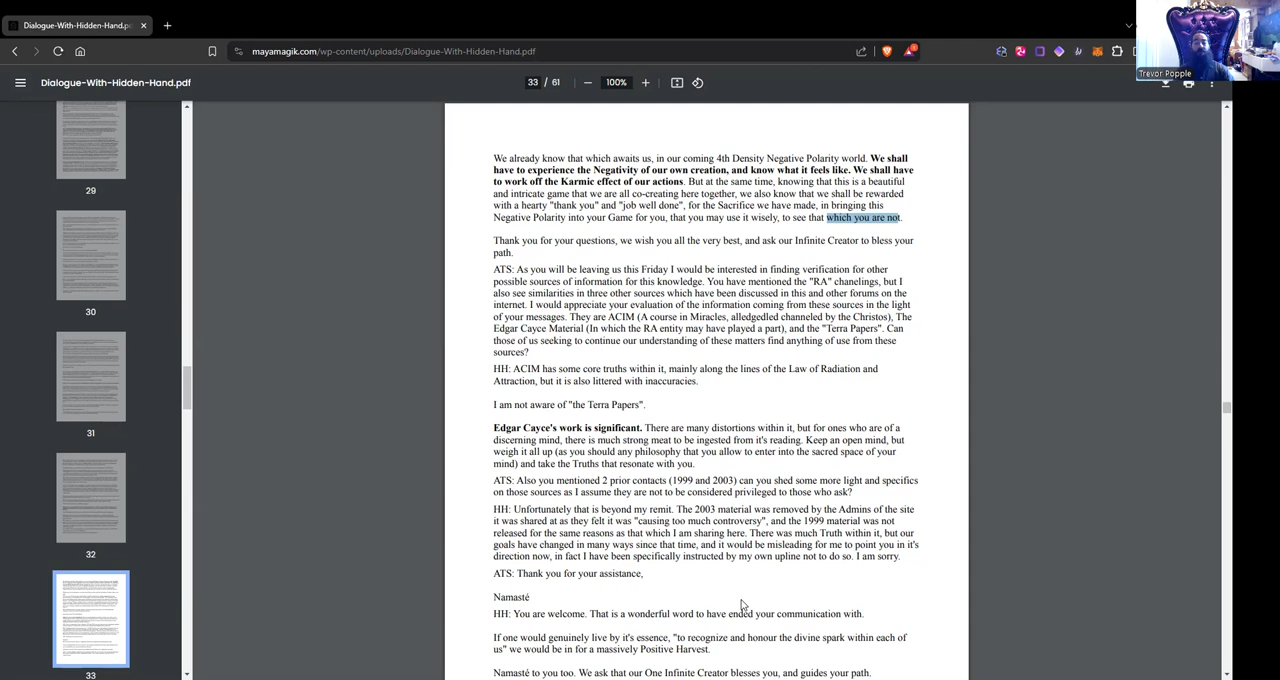 Dialogue-With-Hidden-Hand.pd
mayamagik.com/wp-content/uploads/Dialogue-With-Hidden-Hand.pdf
Trevor Popple
Dialogue-With-Hidden-Hand.pdf
33 / 61
100%
29
30
31
32
33
We already know that which awaits us, in our coming 4th Density Negative Polarity world. We shall
have to experience the Negativity of our own creation, and know what it feels like. We shall have
to work off the Karmic effect of our actions. But at the same time, knowing that this is a beautiful
and intricate game that we are all co-creating here together, we also know that we shall be rewarded
with a hearty "thank you" and "job well done", for the Sacrifice we have made, in bringing this
Negative Polarity into your Game for you, that you may use it wisely, to see that which you are not.
Thank you for your questions, we wish you all the very best, and ask our Infinite Creator to bless your
path.
ATS: As you will be leaving us this Friday I would be interested in finding verification for other
possible sources of information for this knowledge. You have mentioned the "RA" chanelings, but I
also see similarities in three other sources which have been discussed in this and other forums on the
internet. I would appreciate your evaluation of the information coming from these sources in the light
of your messages. They are ACIM (A course in Miracles, alledgedled channeled by the Christos), The
Edgar Cayce Material (In which the RA entity may have played a part), and the "Terra Papers". Can
those of us seeking to continue our understanding of these matters find anything of use from these
sources?
HH: ACIM has some core truths within it, mainly along the lines of the Law of Radiation and
Attraction, but it is also littered with inaccuracies.
I am not aware of "the Terra Papers".
Edgar Cayce's work is significant. There are many distortions within it, but for ones who are of a
discerning mind, there is much strong meat to be ingested from it's reading. Keep an open mind, but
weigh it all up (as you should any philosophy that you allow to enter into the sacred space of your
mind) and take the Truths that resonate with you.
ATS: Also you mentioned 2 prior contacts (1999 and 2003) can you shed some more light and specifics
on those sources as I assume they are not to be considered privileged to those who ask?
HH: Unfortunately that is beyond my remit. The 2003 material was removed by the Admins of the site
it was shared at as they felt it was "causing too much controversy", and the 1999 material was not
released for the same reasons as that which I am sharing here. There was much Truth within it, but our
goals have changed in many ways since that time, and it would be misleading for me to point you in it's
direction now, in fact I have been specifically instructed by my own upline not to do so. I am sorry.
ATS: Thank you for your assistance,
Namasté
HH: You are welcome. That is a wonderful word to have ended your communication with.
If you all genuinely live by it's essence, "to recognize and honour the divine spark within each of
us" would be in for a massively Positive Harvest.
Namasté to you too. We ask that our One Infinite Creator blesses you, and guides your path.